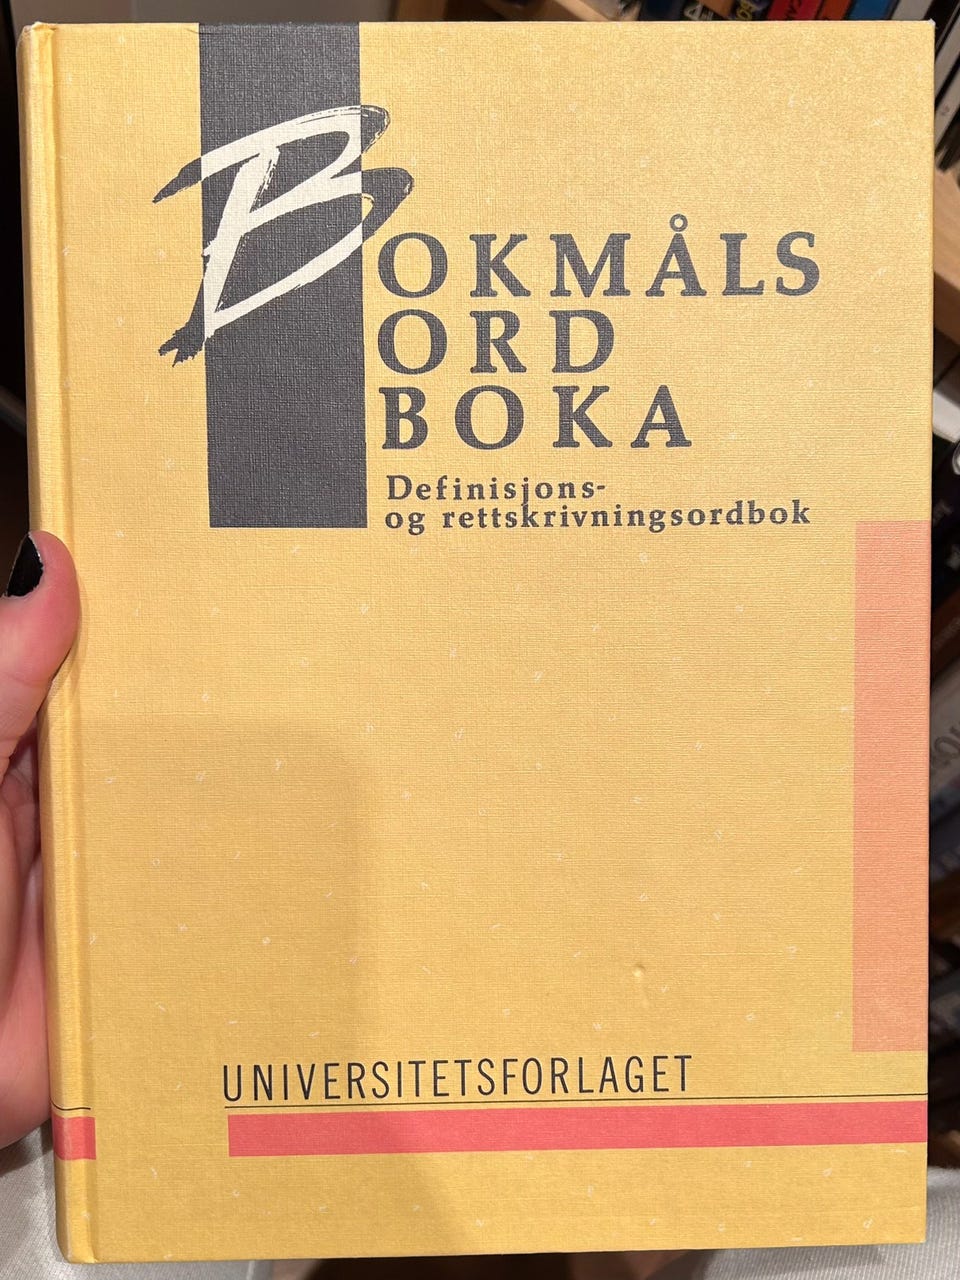 BOKMÅLS
ORD
BOKA
Definisjons-
og rettskrivningsordbok
UNIVERSITETSFORLAGET